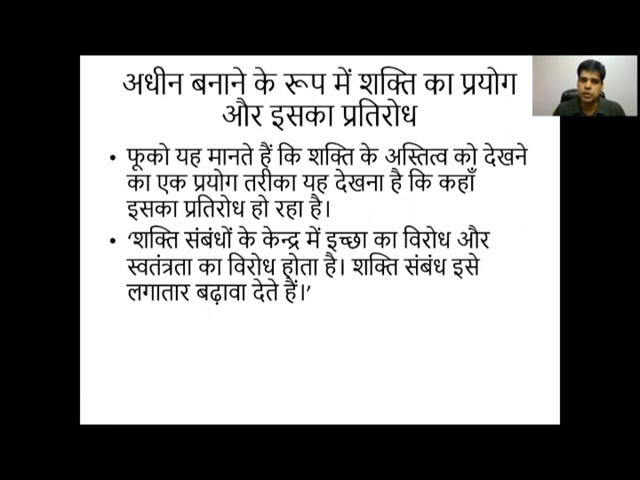 अधीन बनाने के रूप में शक्ति का प्रयोग
और इसका प्रतिरोध
• फूको यह मानते हैं कि शक्ति के अस्तित्व को देखने
का एक प्रयोग तरीका यह देखना है कि कहाँ
इसका प्रतिरोध हो रहा है।
• ‘शक्ति संबंधों के केन्द्र में इच्छा का विरोध और
स्वतंत्रता का विरोध होता है। शक्ति संबंध इसे
लगातार बढ़ावा देते हैं।’